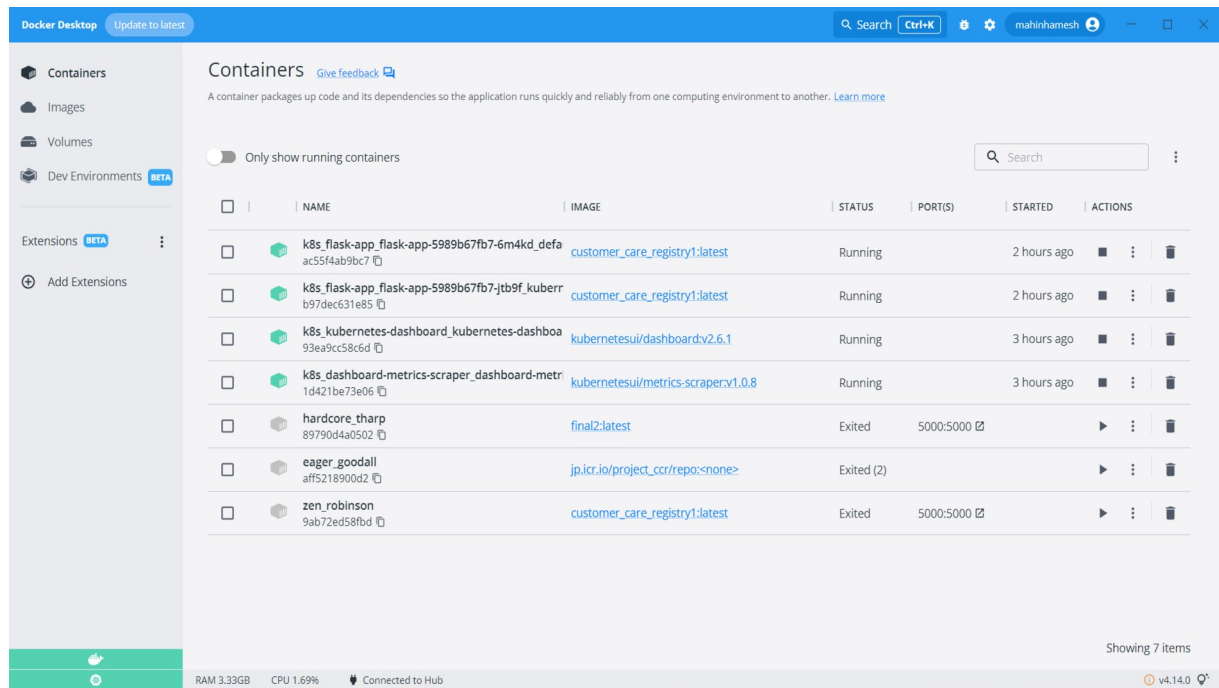 Docker Desktop Update to latest Search Ctrl+K mahinhamesh
Containers
Images
Volumes
Dev Environments BETA
Extensions BETA
Add Extensions
Containers Give feedback
A container packages up code and its dependencies so the application runs quickly and reliably from one computing environment to another. Learn more
Only show running containers Search
NAME IMAGE STATUS PORT(S) STARTED ACTIONS
k8s_flask-app_flask-app-5989b67fb7-6m4kd_defa customer_care_registry1:latest Running 2 hours ago
ac55f4ab9bc7
k8s_flask-app_flask-app-5989b67fb7-jtb9f_kubern customer_care_registry1:latest Running 2 hours ago
b97dec631e85
k8s_kubernetes-dashboard_kubernetes-dashboa kubernetesui/dashboard:v2.6.1 Running 3 hours ago
93ea9cc58c6d
k8s_dashboard-metrics-scraper_dashboard-metri kubernetesui/metrics-scraper:v1.0.8 Running 3 hours ago
1d421be73e06
hardcore_tharp final2:latest Exited 5000:5000
89790d4a0502
eager_goodall jp.icr.io/project_ccr/repo:<none> Exited (2)
aff5218900d2
zen_robinson customer_care_registry1:latest Exited 5000:5000
9ab72ed58fbd
Showing 7 items
RAM 3.33GB CPU 1.69% Connected to Hub v4.14.0